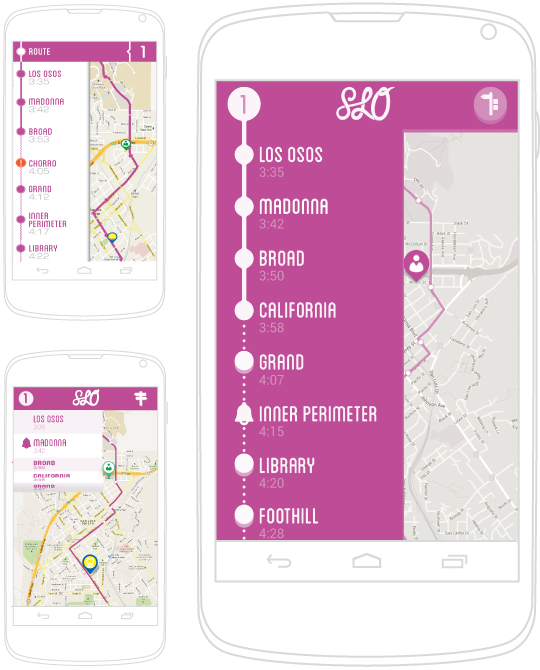 ROUTE
1
LOS OSOS
3:35
MADONNA
3:42
BROAD
3:53
CHORRO
4:05
GRAND
4:12
INNER
PERIMETER
4:17
LIBRARY
4:22
1
SLO
LOS OSOS
3:35
MADONNA
3:42
BROAD
CALIFORNIA
GRAND
1
SLO
LOS OSOS
3:35
MADONNA
3:42
BROAD
3:50
CALIFORNIA
3:58
GRAND
4:07
INNER PERIMETER
4:15
LIBRARY
4:20
FOOTHILL
4:28